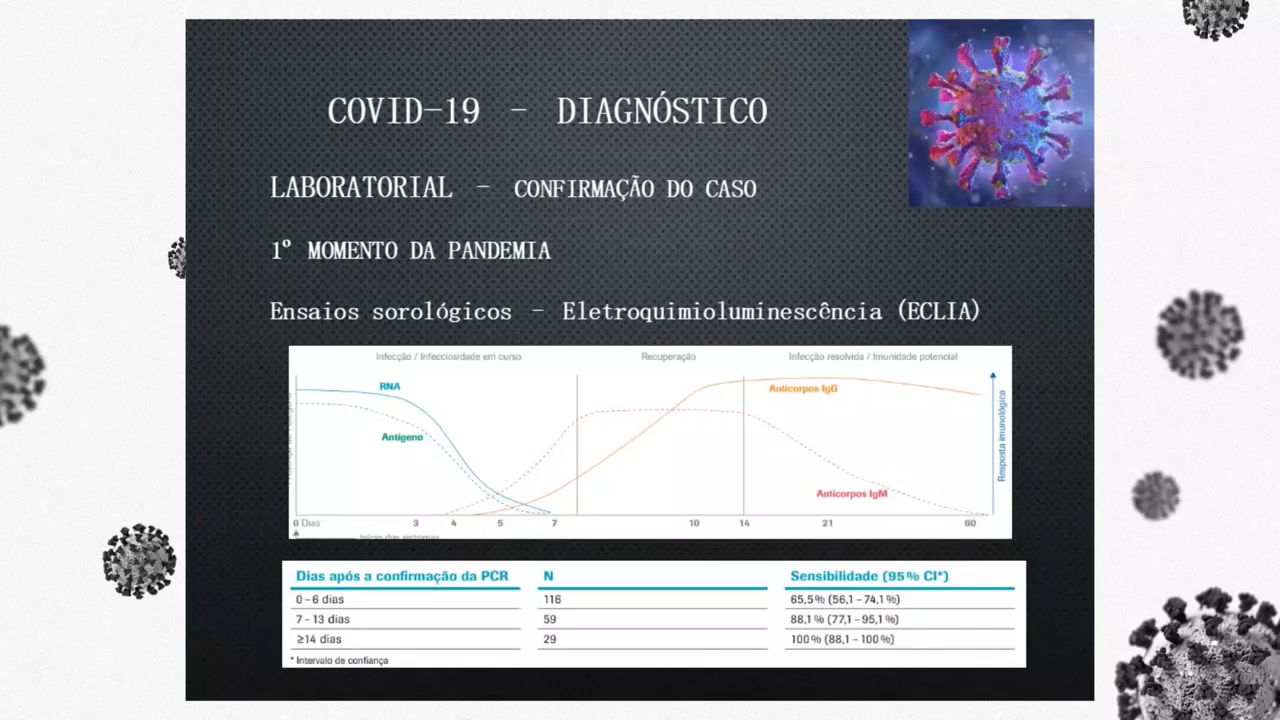 COVID-19 - DIAGNÓSTICO
LABORATORIAL - CONFIRMAÇÃO DO CASO
1º MOMENTO DA PANDEMIA
Ensaios sorológicos - Eletroquimioluminescência (ECLIA)
Infecção / Infecciosidade em curso Recuperação Infecção resolvida / Imunidade potencial
RNA
Anticorpos IgG
Antígeno
Resposta imunológica
Anticorpos IgM
0 Dias 3 4 5 7 10 14 21 60
Início dos sintomas
Dias após a confirmação da PCR N Sensibilidade (95% CI*)
0-6 dias 116 65,5% (56,1-74,1%)
7-13 dias 59 88,1% (77,1-95,1%)
≥14 dias 29 100% (88,1-100%)
* Intervalo de confiança